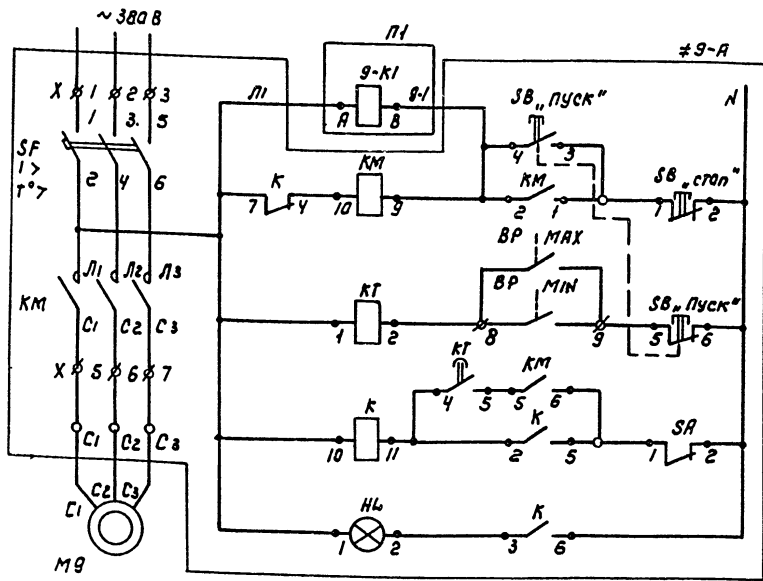 ~ 380 В
П1
≠9-А
Л1 9-К1 9-1 N
А В
X 1 2 3
1 3. 5
SB „ПУСК"
4 3
SF
I >
T° >
2 4 6
К КМ КМ SB „стоп"
7 4 10 9 2 1 1 2
ВР MAX
ВР MIN
Л1 Л2 Л3
КМ
КТ SB „Пуск"
1 2 8 9 5 6
С1 С2 С3
X 5 6 7
КТ КМ
4 5 5 6
К К SA
10 11 2 5 1 2
С1 С2 С3
С1 С2 С3
HL К
1 2 3 6
М9